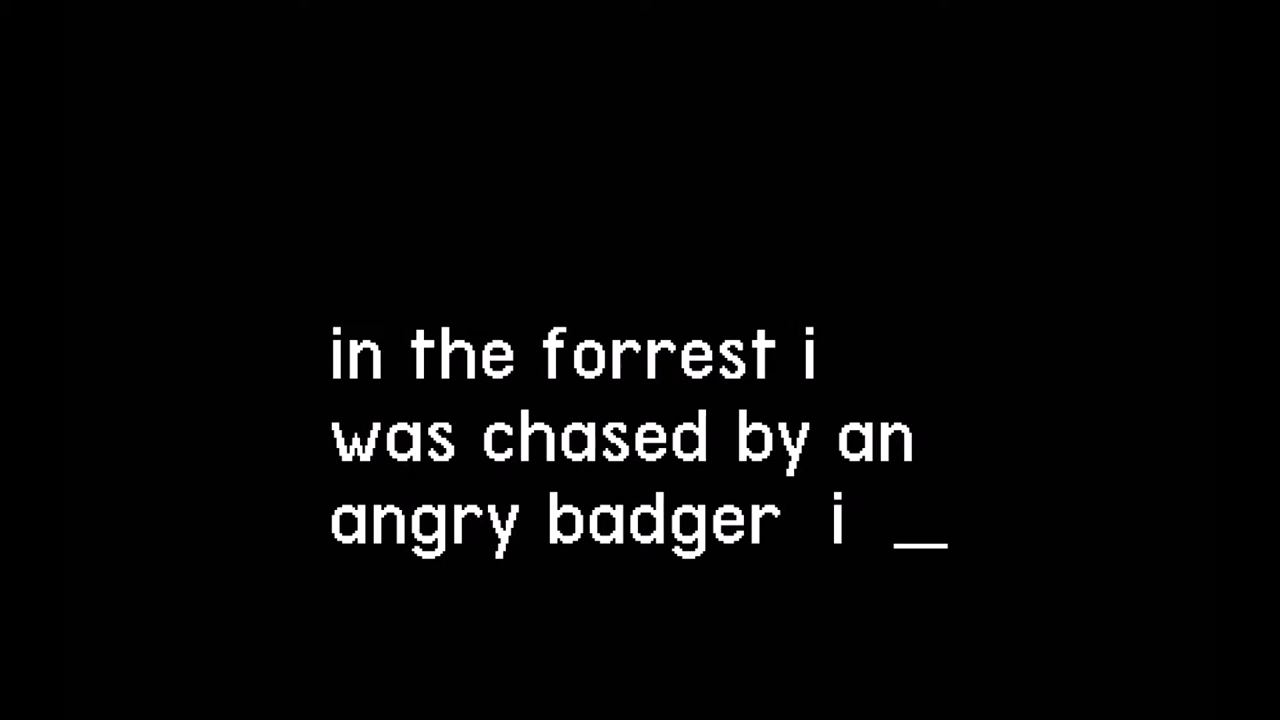 in the forrest i
was chased by an
angry badger  i  _